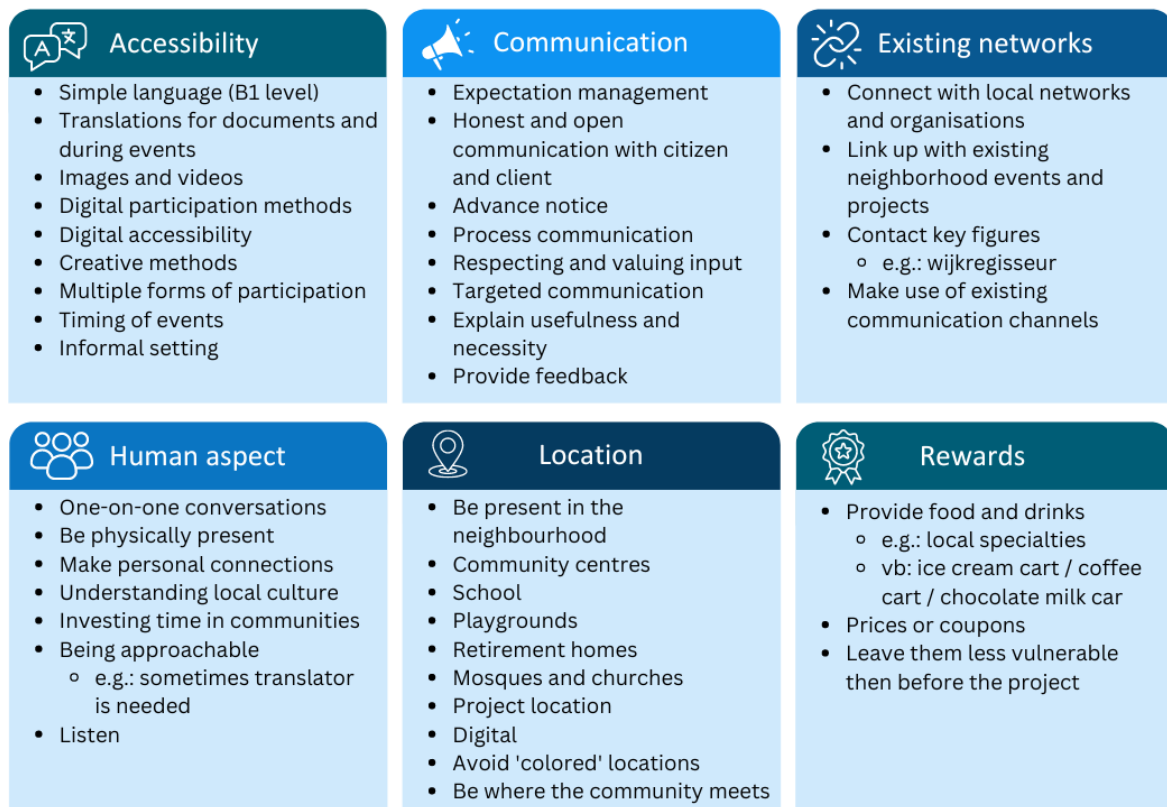 Accessibility
• Simple language (B1 level)
• Translations for documents and
during events
• Images and videos
• Digital participation methods
• Digital accessibility
• Creative methods
• Multiple forms of participation
• Timing of events
• Informal setting
Communication
• Expectation management
• Honest and open
communication with citizen
and client
• Advance notice
• Process communication
• Respecting and valuing input
• Targeted communication
• Explain usefulness and
necessity
• Provide feedback
Existing networks
• Connect with local networks
and organisations
• Link up with existing
neighborhood events and
projects
• Contact key figures
◦ e.g.: wijkregisseur
• Make use of existing
communication channels
Human aspect
• One-on-one conversations
• Be physically present
• Make personal connections
• Understanding local culture
• Investing time in communities
• Being approachable
◦ e.g.: sometimes translator
is needed
• Listen
Location
• Be present in the
neighbourhood
• Community centres
• School
• Playgrounds
• Retirement homes
• Mosques and churches
• Project location
• Digital
• Avoid 'colored' locations
• Be where the community meets
Rewards
• Provide food and drinks
◦ e.g.: local specialties
◦ vb: ice cream cart / coffee
cart / chocolate milk car
• Prices or coupons
• Leave them less vulnerable
then before the project